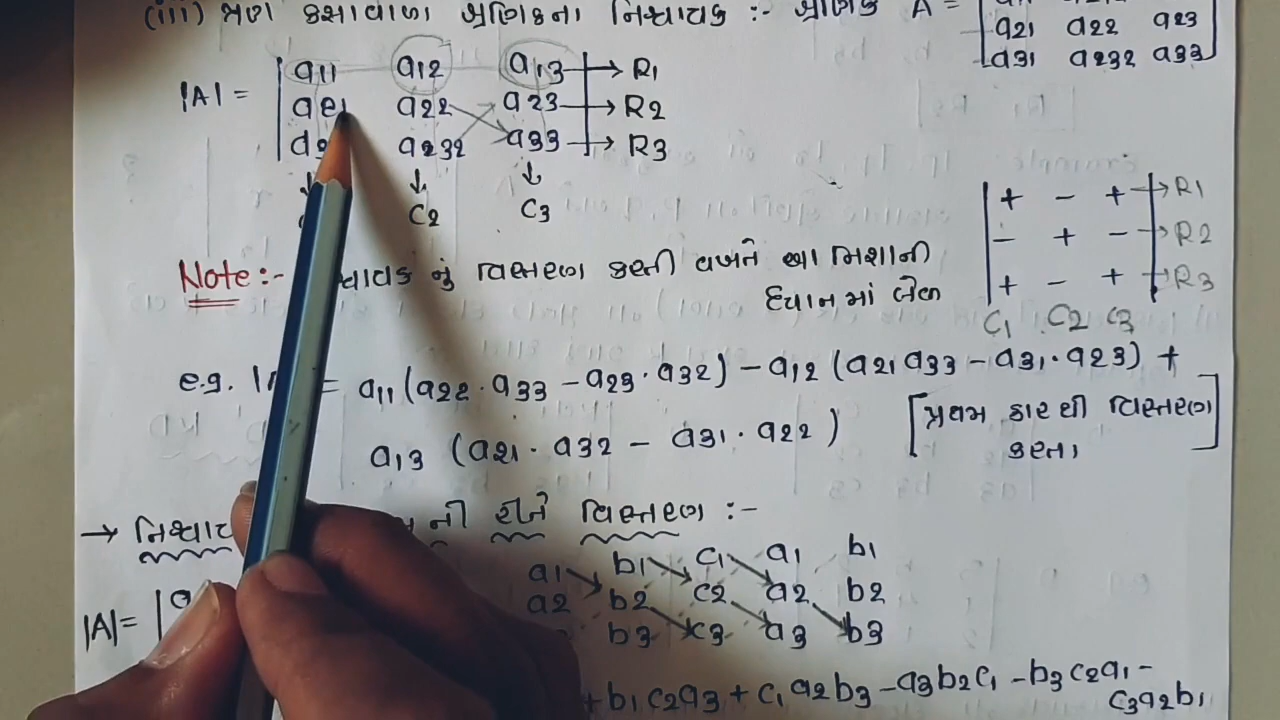 (iii) ત્રણ કક્ષાવાળા શ્રેણિકના નિશ્ચાયક :- શ્રેણિક A =
a21 a22 a23
a31 a232 a33
|A| = a11 a12 a13 → R1
a21 a22 a23 → R2
a232 a33 → R3
↓ ↓
C2 C3
+ - + → R1
- + - → R2
+ - + → R3
C1 C2 C3
Note:- નું વિસ્તરણ કરતી વખતે આ નિશાની
ધ્યાનમાં લેવા
e.g. = a11 (a22 · a33 - a23 · a32) - a12 (a21 a33 - a31 · a23) +
a13 (a21 · a32 - a31 · a22)
[પ્રથમ હાર થી વિસ્તરણ
કરતા]
→ ની રીતે વિસ્તરણ :-
a1 b1 c1 a1 b1
a2 b2 c2 a2 b2
|A| = b3 c3 a3 b3
+ b1 c2 a3 + c1 a2 b3 - a3 b2 c1 - b3 c2 a1 -
c3 a2 b1